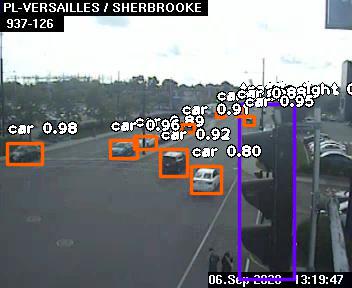 PL-VERSAILLES / SHERBROOKE
937-126
car 0.98
car 0.96
0.89
car 0.92
car 0.91
car 0.80
car 0.95
06.Sep 2020 13:19:47